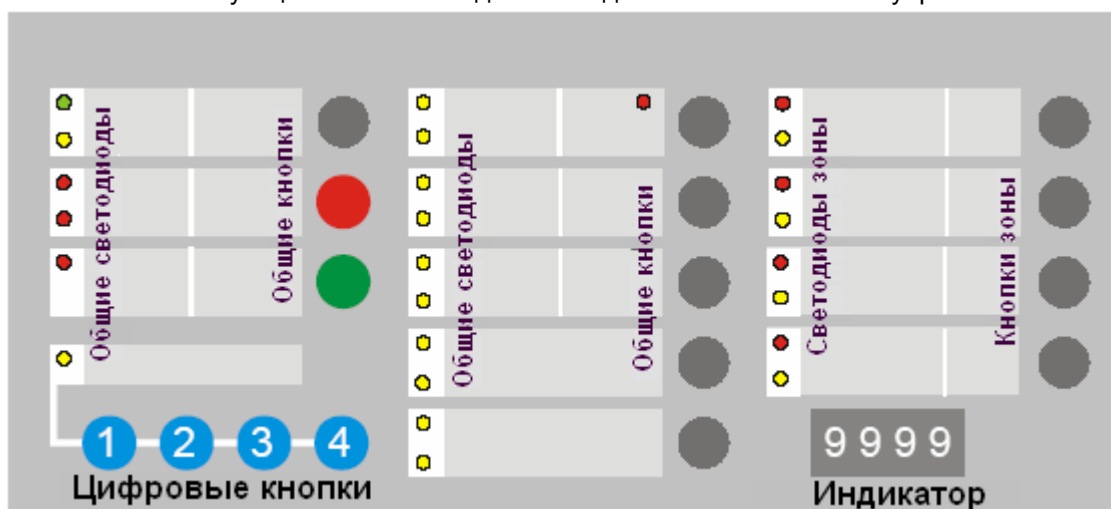 Общие светодиоды
Общие кнопки
Общие светодиоды
Общие кнопки
Светодиоды зоны
Кнопки зоны
1 2 3 4
Цифровые кнопки
9999
Индикатор